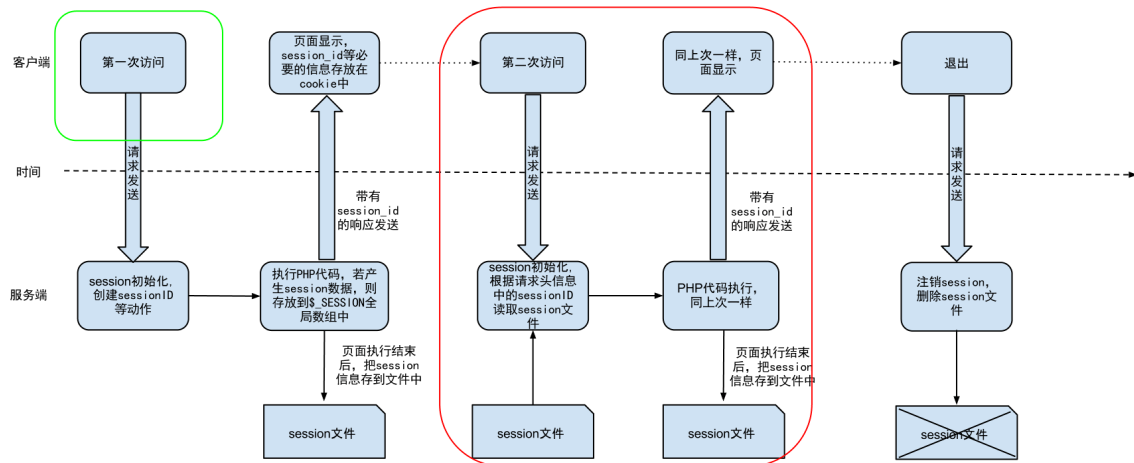 客户端
第一次访问
页面显示，
session_id等必
要的信息存放在
cookie中
第二次访问
同上次一样，页
面显示
退出
时间
请
求
发
送
带有
session_id
的响应发送
请
求
发
送
带有
session_id
的响应发送
请
求
发
送
服务端
session初始化,
创建sessionID
等动作
执行PHP代码，若产
生session数据，则
存放到$_SESSION全
局数组中
session初始化,
根据请求头信息
中的sessionID
读取session文
件
PHP代码执行，
同上次一样
注销session，
删除session文
件
页面执行结束
后，把session
信息存到文件中
页面执行结束
后，把session
信息存到文件中
session文件
session文件
session文件
session文件